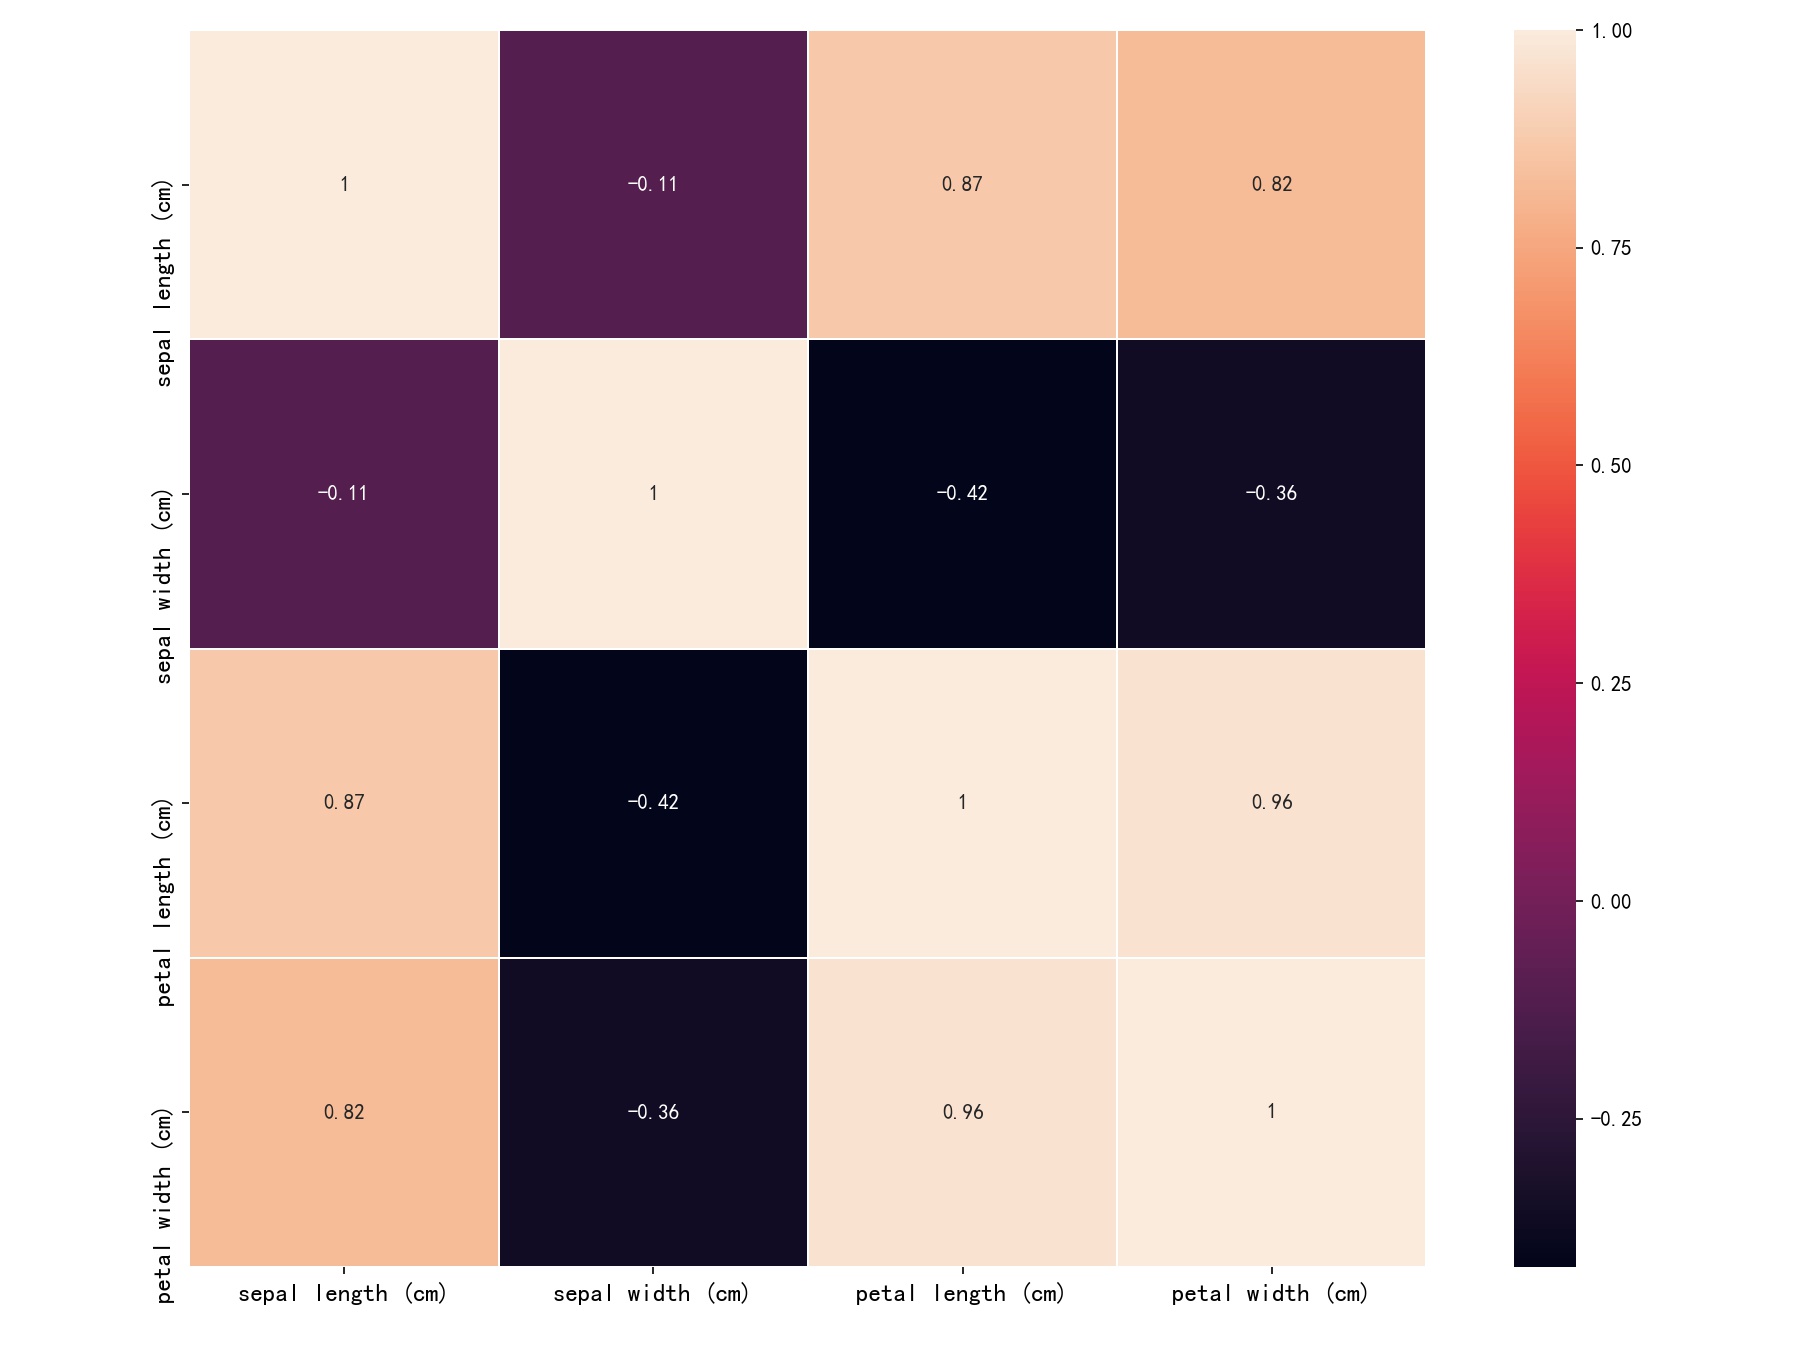 1.00
1 -0.11 0.87 0.82
0.75
sepal length (cm)
0.50
-0.11 1 -0.42 -0.36
sepal width (cm)
0.25
0.87 -0.42 1 0.96
petal length (cm)
0.00
0.82 -0.36 0.96 1
petal width (cm)
-0.25
sepal length (cm) sepal width (cm) petal length (cm) petal width (cm)